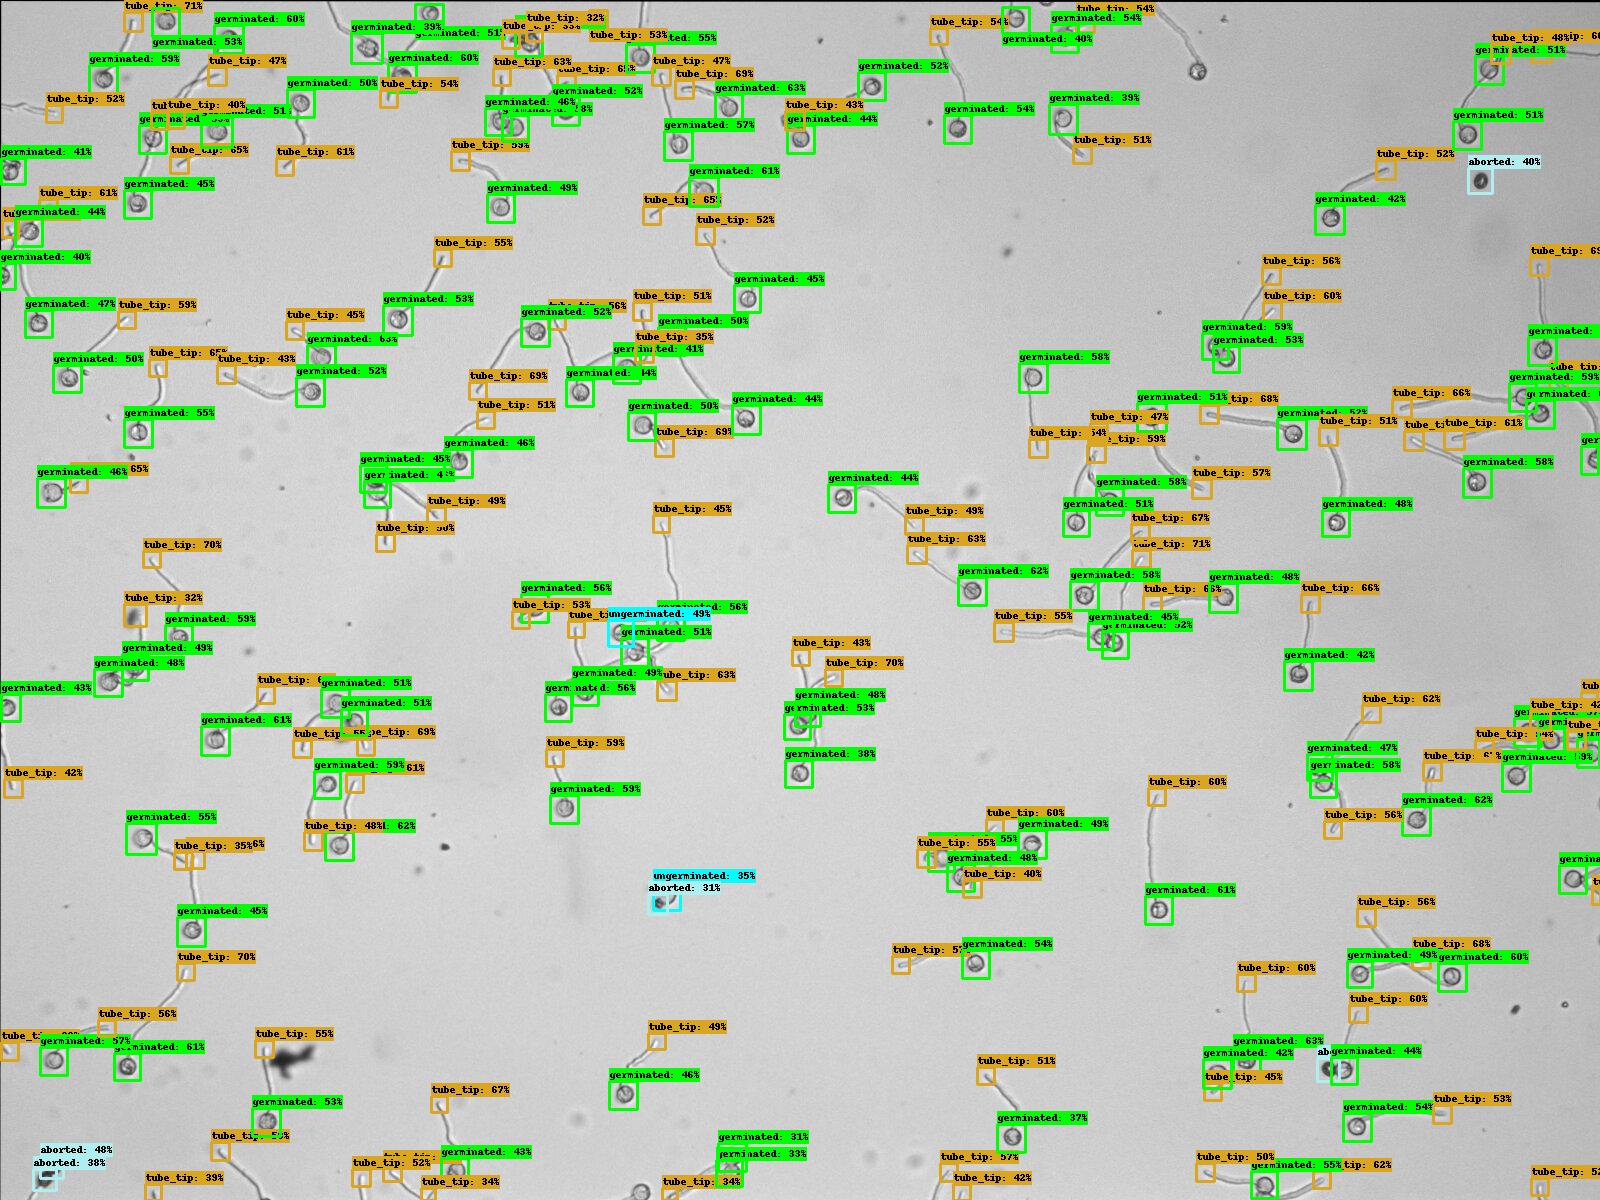 tube_tip: 71%
germinated: 60%
germinated: 53%
germinated: 59%
tube_tip: 47%
tube_tip: 52%
germinated: 50%
tube_tip: 40%
tube_tip: 65%
tube_tip: 61%
germinated: 41%
germinated: 45%
tube_tip: 61%
germinated: 44%
germinated: 40%
germinated: 39%
germinated: 60%
tube_tip: 54%
tube_tip: 32%
tube_tip: 53%
tube_tip: 63%
tube_tip: 47%
tube_tip: 69%
germinated: 52%
germinated: 46%
germinated: 63%
germinated: 57%
germinated: 49%
germinated: 61%
tube_tip: 65%
tube_tip: 52%
germinated: 52%
tube_tip: 43%
germinated: 44%
tube_tip: 54%
germinated: 54%
germinated: 40%
germinated: 54%
germinated: 39%
tube_tip: 51%
tube_tip: 48%
germinated: 51%
germinated: 51%
tube_tip: 52%
aborted: 40%
germinated: 42%
tube_tip: 55%
germinated: 45%
germinated: 53%
germinated: 47%
tube_tip: 59%
tube_tip: 45%
germinated: 52%
tube_tip: 51%
germinated: 50%
tube_tip: 35%
tube_tip: 56%
tube_tip: 60%
germinated: 59%
germinated: 53%
germinated: 50%
tube_tip: 43%
germinated: 52%
germinated: 58%
tube_tip: 69%
tube_tip: 51%
germinated: 55%
germinated: 50%
germinated: 44%
tube_tip: 69%
germinated: 51%
tube_tip: 47%
tube_tip: 68%
tube_tip: 51%
tube_tip: 66%
tube_tip: 61%
germinated: 59%
germinated: 46%
germinated: 45%
germinated: 46%
tube_tip: 49%
germinated: 44%
germinated: 58%
germinated: 51%
tube_tip: 57%
germinated: 58%
germinated: 48%
tube_tip: 45%
tube_tip: 49%
tube_tip: 63%
tube_tip: 67%
tube_tip: 71%
tube_tip: 70%
germinated: 62%
germinated: 58%
germinated: 48%
tube_tip: 66%
tube_tip: 32%
germinated: 59%
germinated: 49%
germinated: 48%
germinated: 43%
germinated: 56%
tube_tip: 53%
ungerminated: 49%
germinated: 51%
tube_tip: 63%
germinated: 49%
germinated: 56%
tube_tip: 55%
germinated: 45%
germinated: 42%
tube_tip: 43%
tube_tip: 70%
germinated: 48%
germinated: 53%
germinated: 38%
germinated: 51%
germinated: 51%
germinated: 61%
tube_tip: 69%
germinated: 59%
tube_tip: 42%
tube_tip: 59%
germinated: 59%
tube_tip: 62%
germinated: 47%
germinated: 58%
germinated: 62%
tube_tip: 56%
tube_tip: 60%
germinated: 55%
tube_tip: 35%
tube_tip: 48%
tube_tip: 60%
germinated: 49%
tube_tip: 55%
germinated: 48%
tube_tip: 40%
ungerminated: 35%
aborted: 31%
germinated: 61%
germinated: 45%
tube_tip: 70%
germinated: 54%
tube_tip: 56%
tube_tip: 68%
germinated: 49%
germinated: 60%
tube_tip: 60%
tube_tip: 60%
tube_tip: 56%
germinated: 57%
germinated: 61%
tube_tip: 55%
tube_tip: 49%
germinated: 46%
tube_tip: 51%
germinated: 37%
germinated: 63%
germinated: 42%
tube_tip: 45%
germinated: 44%
germinated: 54%
tube_tip: 53%
tube_tip: 67%
germinated: 53%
germinated: 43%
tube_tip: 52%
tube_tip: 34%
germinated: 31%
germinated: 33%
tube_tip: 34%
aborted: 48%
aborted: 38%
tube_tip: 39%
tube_tip: 42%
tube_tip: 50%
germinated: 55%
tube_tip: 62%